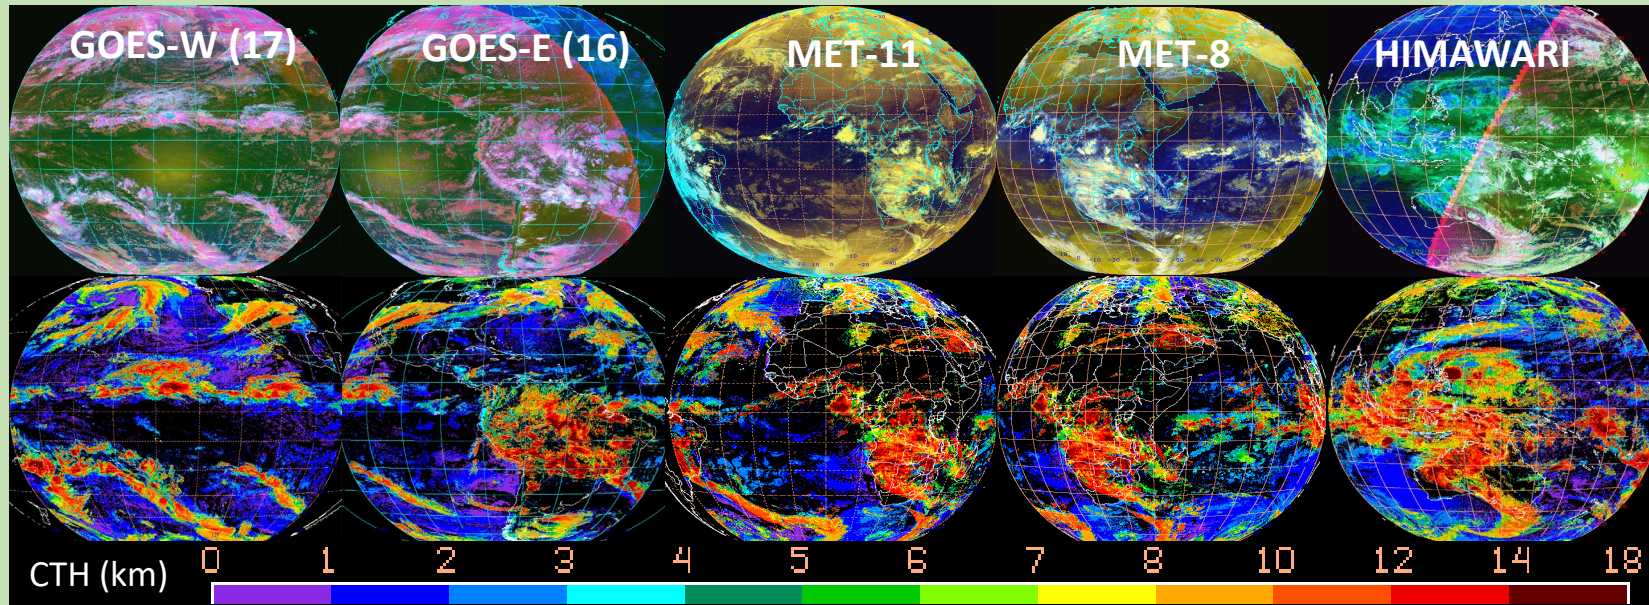 GOES-W (17) GOES-E (16) MET-11 MET-8 HIMAWARI
0 1 2 3 4 5 6 7 8 10 12 14 18
CTH (km)